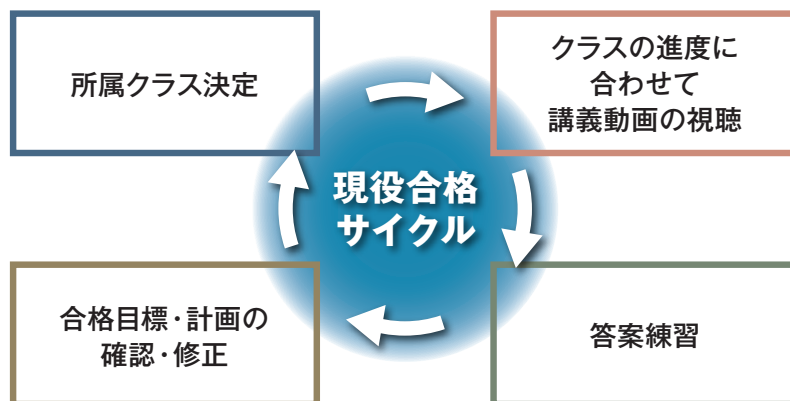 所属クラス決定
クラスの進度に
合わせて
講義動画の視聴
現役合格
サイクル
合格目標・計画の
確認・修正
答案練習